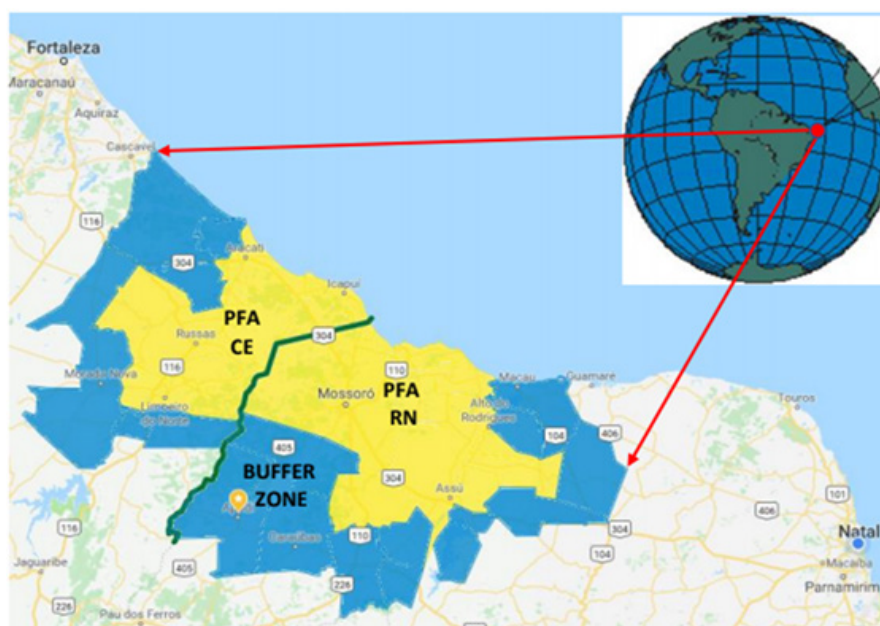 Fortaleza
Maracanaú
Aquiraz
Cascavel
116
304
Aracati
Icapuí
PFA
CE
304
Russas
116
110
Macau
Guamaré
Morada Nova
Mossoró
PFA
RN
Alto do
Rodrigues
Touros
Limoeiro
do Norte
104
406
405
BUFFER
ZONE
304
Assú
101
406
116
Caraúbas
110
304
Natal
Jaguaribe
405
104
Macaíba
226
226
Parnamirim
Pau dos Ferros